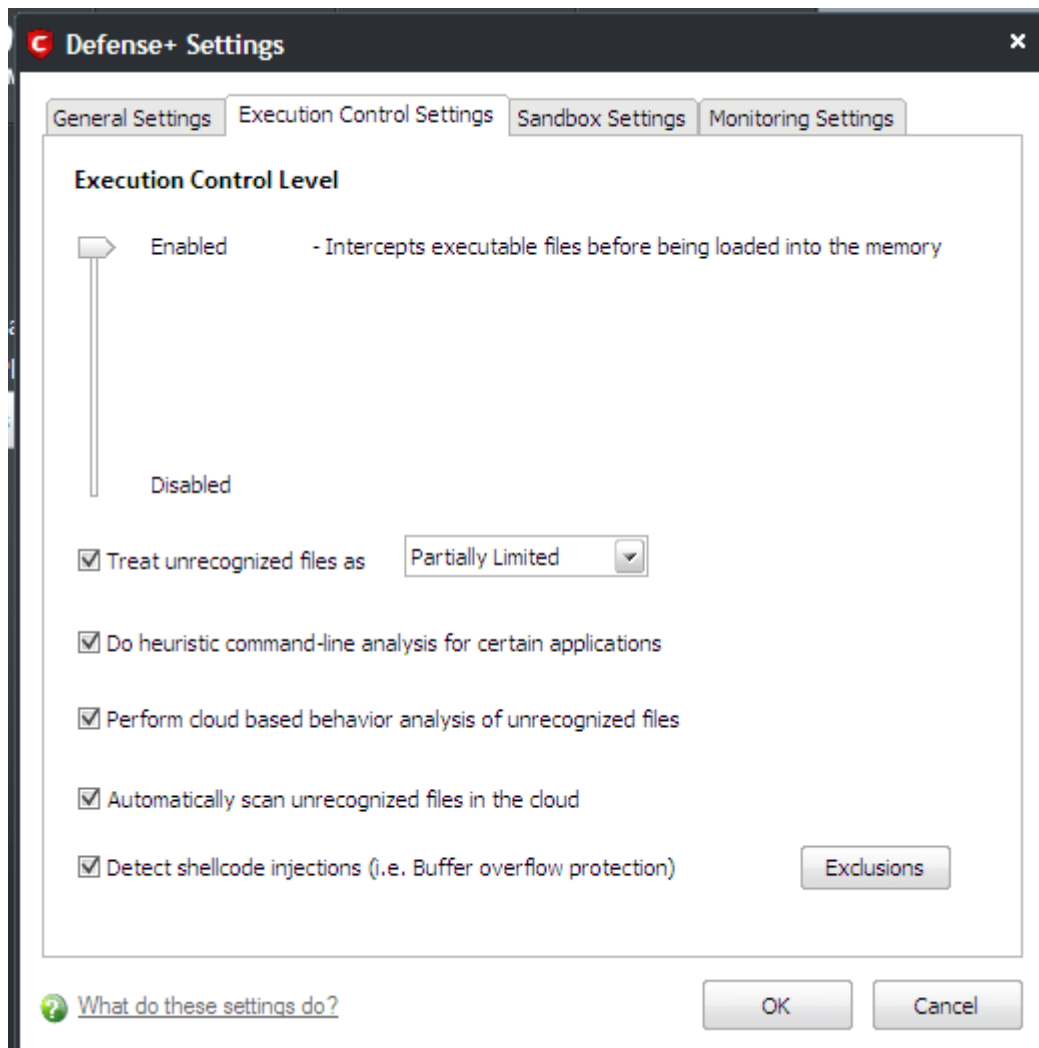 Defense+ Settings
General Settings
Execution Control Settings
Sandbox Settings
Monitoring Settings
Execution Control Level
Enabled - Intercepts executable files before being loaded into the memory
Disabled
Treat unrecognized files as Partially Limited
Do heuristic command-line analysis for certain applications
Perform cloud based behavior analysis of unrecognized files
Automatically scan unrecognized files in the cloud
Detect shellcode injections (i.e. Buffer overflow protection) Exclusions
What do these settings do?
OK
Cancel